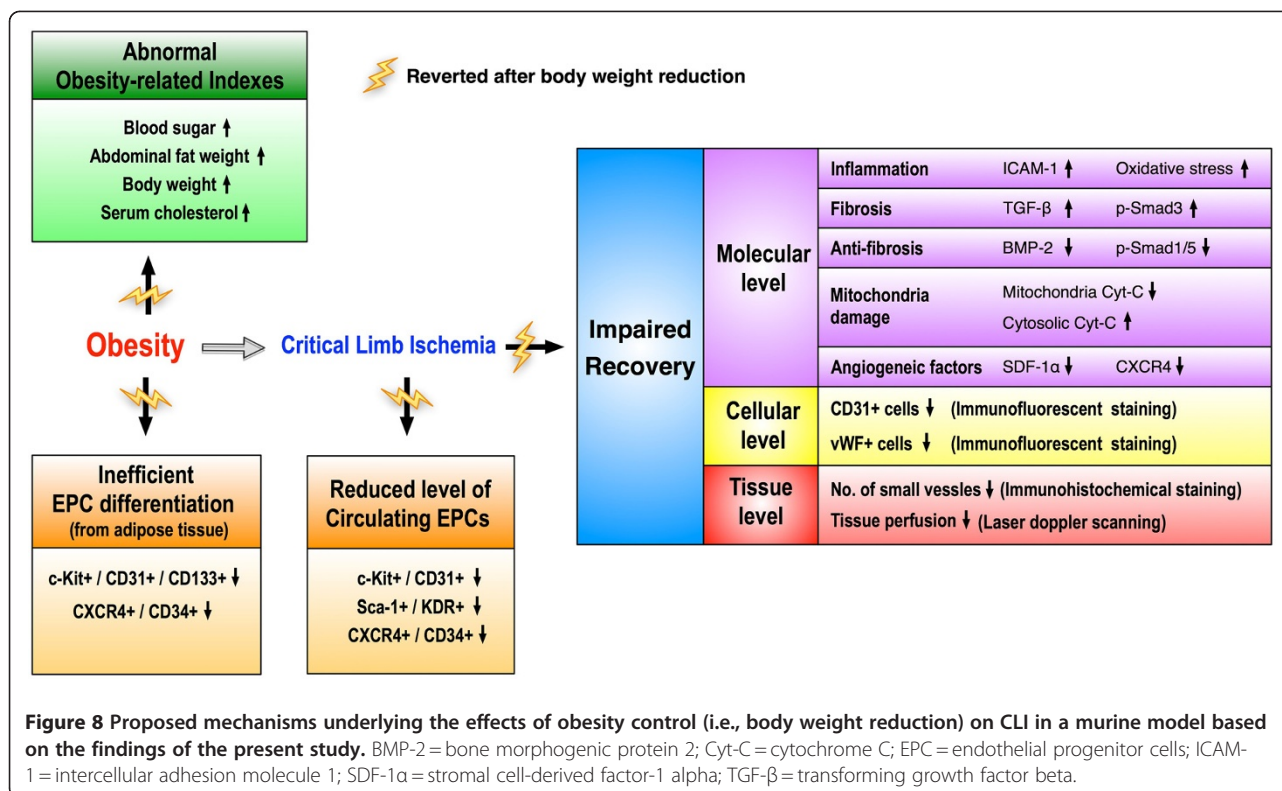 Abnormal
Obesity-related Indexes
Blood sugar ↑
Abdominal fat weight ↑
Body weight ↑
Serum cholesterol ↑
Reverted after body weight reduction
Obesity
Critical Limb Ischemia
Inefficient
EPC differentiation
(from adipose tissue)
c-Kit+ / CD31+ / CD133+ ↓
CXCR4+ / CD34+ ↓
Reduced level of
Circulating EPCs
c-Kit+ / CD31+ ↓
Sca-1+ / KDR+ ↓
CXCR4+ / CD34+ ↓
Impaired
Recovery
Molecular
level
Inflammation ICAM-1 ↑ Oxidative stress ↑
Fibrosis TGF-β ↑ p-Smad3 ↑
Anti-fibrosis BMP-2 ↓ p-Smad1/5 ↓
Mitochondria
damage
Mitochondria Cyt-C ↓
Cytosolic Cyt-C ↑
Angiogeneic factors SDF-1α ↓ CXCR4 ↓
Cellular
level
CD31+ cells ↓ (Immunofluorescent staining)
vWF+ cells ↓ (Immunofluorescent staining)
Tissue
level
No. of small vessles ↓ (Immunohistochemical staining)
Tissue perfusion ↓ (Laser doppler scanning)
Figure 8 Proposed mechanisms underlying the effects of obesity control (i.e., body weight reduction) on CLI in a murine model based
on the findings of the present study. BMP-2 = bone morphogenic protein 2; Cyt-C = cytochrome C; EPC = endothelial progenitor cells; ICAM-
1 = intercellular adhesion molecule 1; SDF-1α = stromal cell-derived factor-1 alpha; TGF-β = transforming growth factor beta.